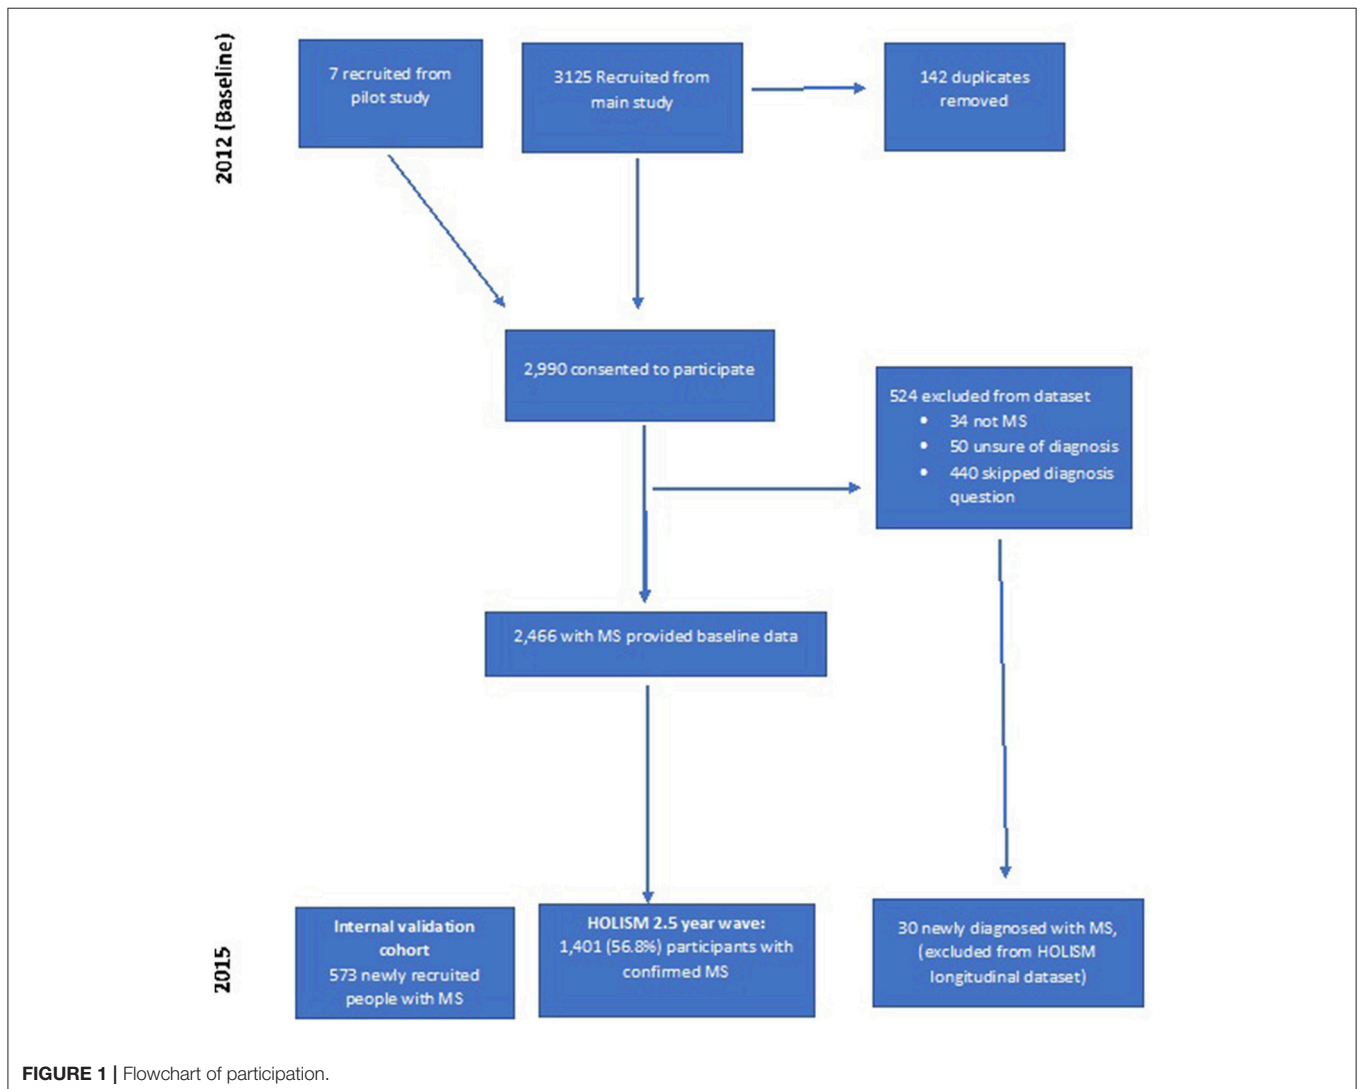 2012 (Baseline)
7 recruited from
pilot study
3125 Recruited from
main study
142 duplicates
removed
2,990 consented to participate
524 excluded from dataset
• 34 not MS
• 50 unsure of diagnosis
• 440 skipped diagnosis
question
2,466 with MS provided baseline data
2015
Internal validation
cohort
573 newly recruited
people with MS
HOLISM 2.5 year wave:
1,401 (56.8%) participants with
confirmed MS
30 newly diagnosed with MS,
(excluded from HOLISM
longitudinal dataset)
FIGURE 1 | Flowchart of participation.